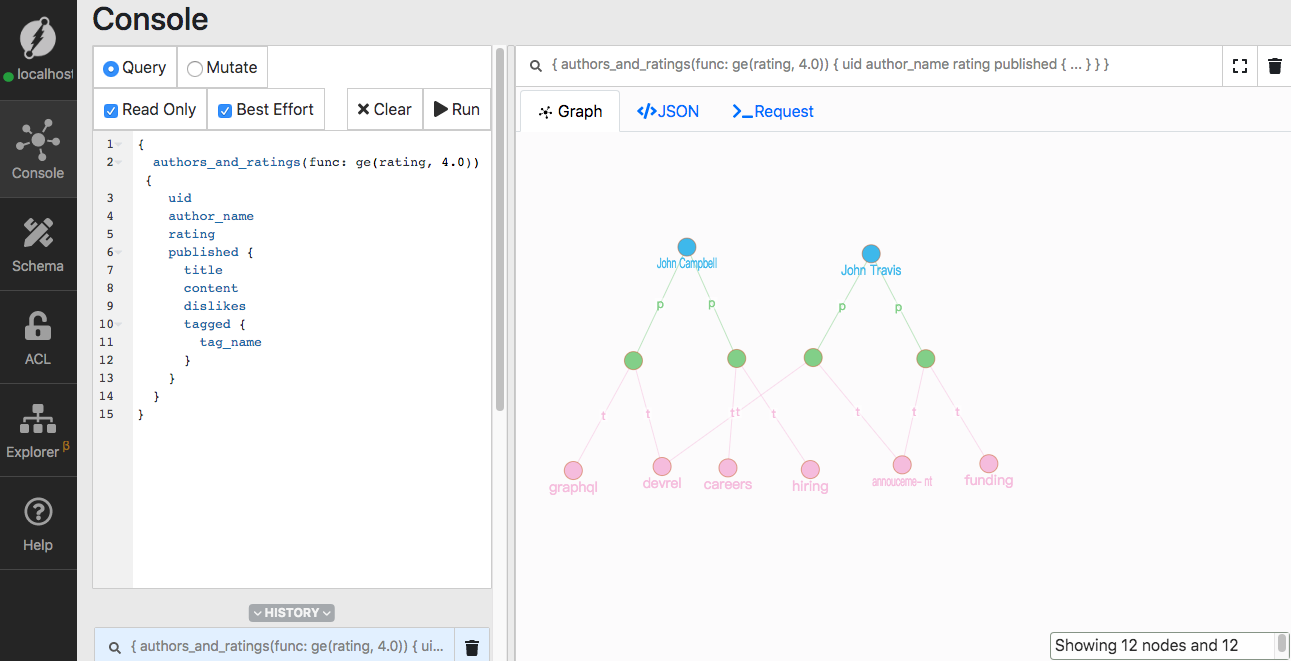 Console
localhost
Console
Schema
ACL
Explorer β
Help
Query
Mutate
Read Only
Best Effort
Clear
Run
1 {
2 authors_and_ratings(func: ge(rating, 4.0))
{
3 uid
4 author_name
5 rating
6 published {
7 title
8 content
9 dislikes
10 tagged {
11 tag_name
12 }
13 }
14 }
15 }
HISTORY
{ authors_and_ratings(func: ge(rating, 4.0)) { ui...
{ authors_and_ratings(func: ge(rating, 4.0)) { uid author_name rating published { ... } } }
Graph
</>JSON
>_Request
John Campbell
John Travis
p
p
p
p
t
t
t
t
t
t
t
t
graphql
devrel
careers
hiring
annouceme- nt
funding
Showing 12 nodes and 12